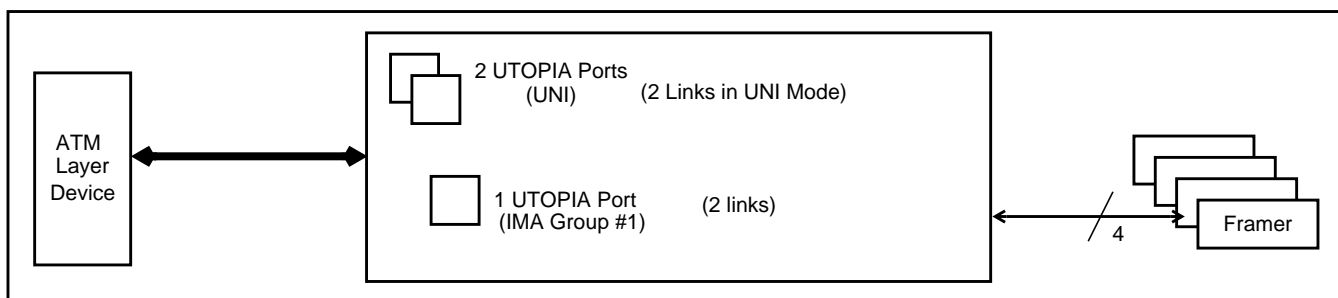 ATM
Layer
Device
2 UTOPIA Ports
(UNI) (2 Links in UNI Mode)
1 UTOPIA Port
(IMA Group #1) (2 links)
4
Framer